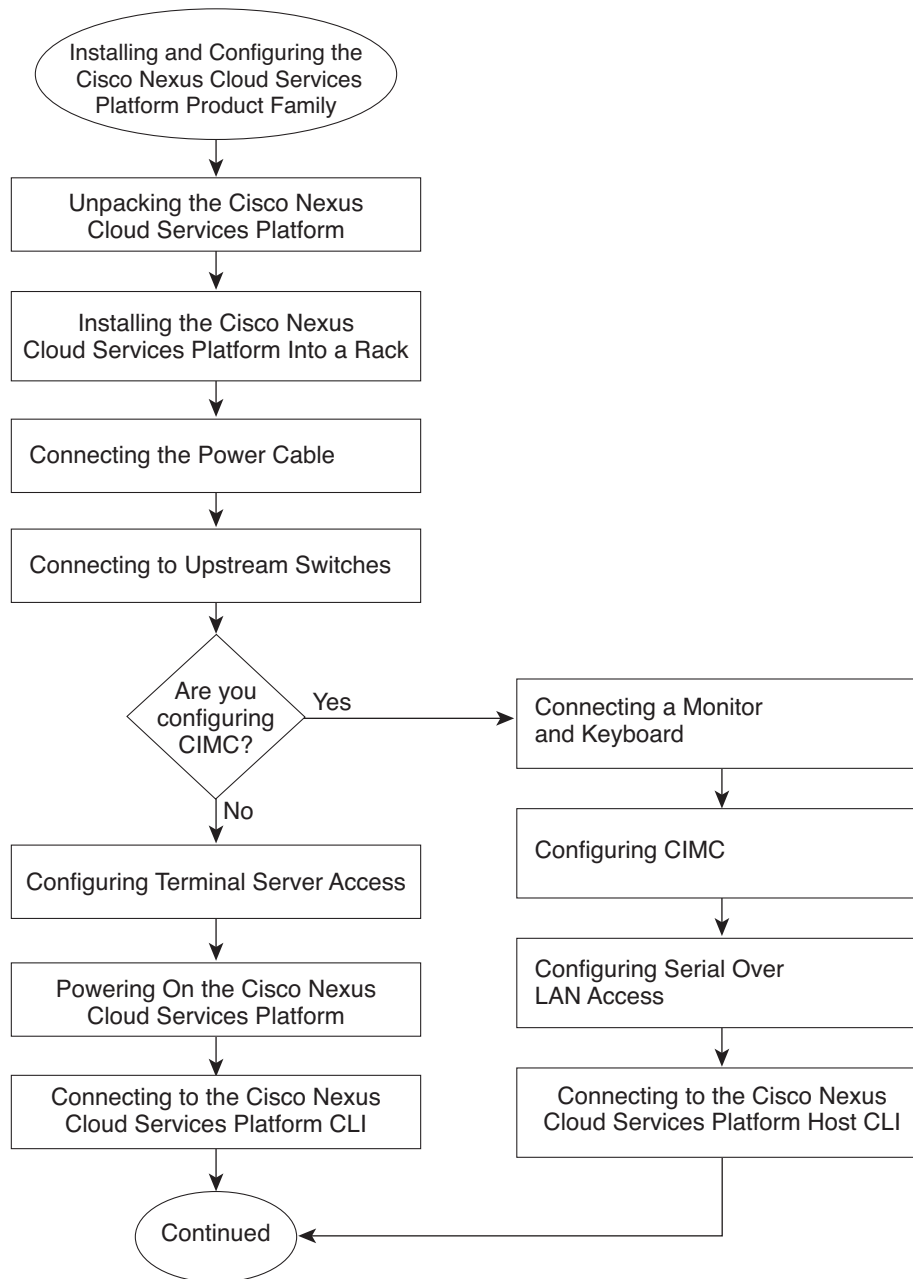 Installing and Configuring the
Cisco Nexus Cloud Services
Platform Product Family
Unpacking the Cisco Nexus
Cloud Services Platform
Installing the Cisco Nexus
Cloud Services Platform Into a Rack
Connecting the Power Cable
Connecting to Upstream Switches
Are you
configuring
CIMC?
Yes
No
Connecting a Monitor
and Keyboard
Configuring CIMC
Configuring Serial Over
LAN Access
Connecting to the Cisco Nexus
Cloud Services Platform Host CLI
Configuring Terminal Server Access
Powering On the Cisco Nexus
Cloud Services Platform
Connecting to the Cisco Nexus
Cloud Services Platform CLI
Continued